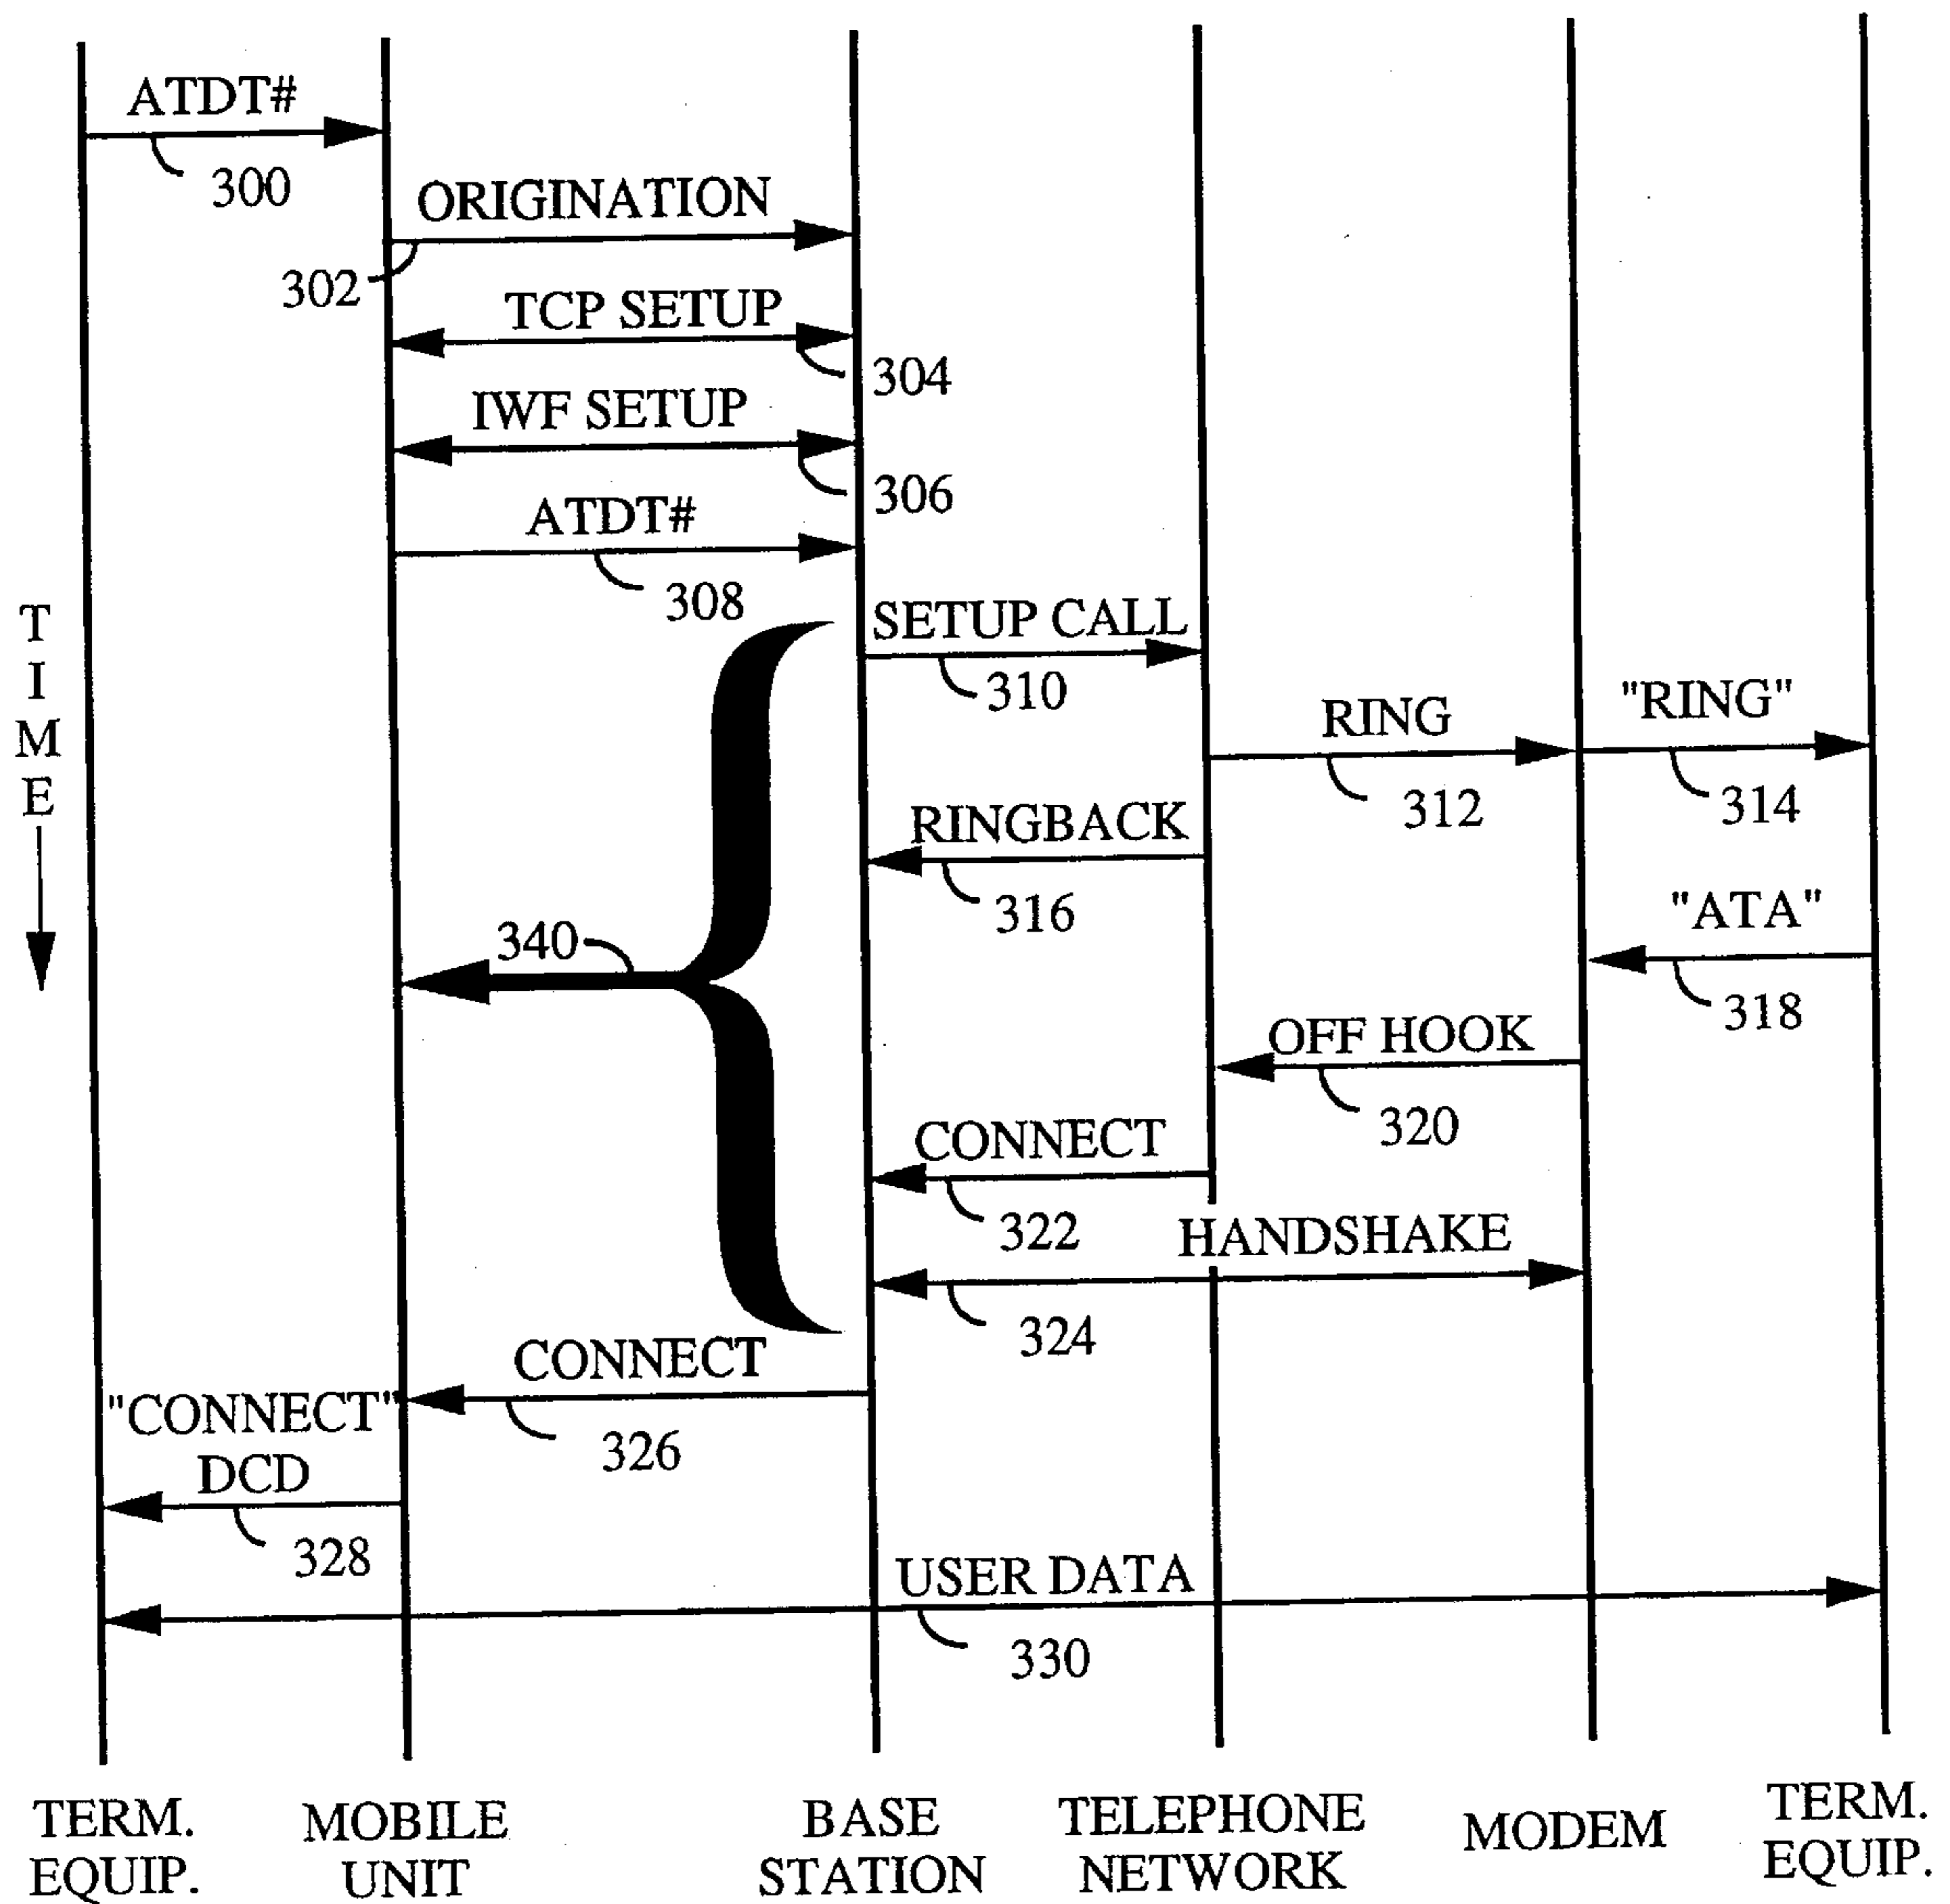 ATDT#
300
ORIGINATION
302
TCP SETUP
304
IWF SETUP
306
ATDT#
308
TIME
SETUP CALL
310
RING
312
"RING"
314
RINGBACK
316
"ATA"
318
340
OFF HOOK
320
CONNECT
322
HANDSHAKE
324
CONNECT
326
"CONNECT"
DCD
328
USER DATA
330
TERM.
EQUIP.
MOBILE
UNIT
BASE
STATION
TELEPHONE
NETWORK
MODEM
TERM.
EQUIP.